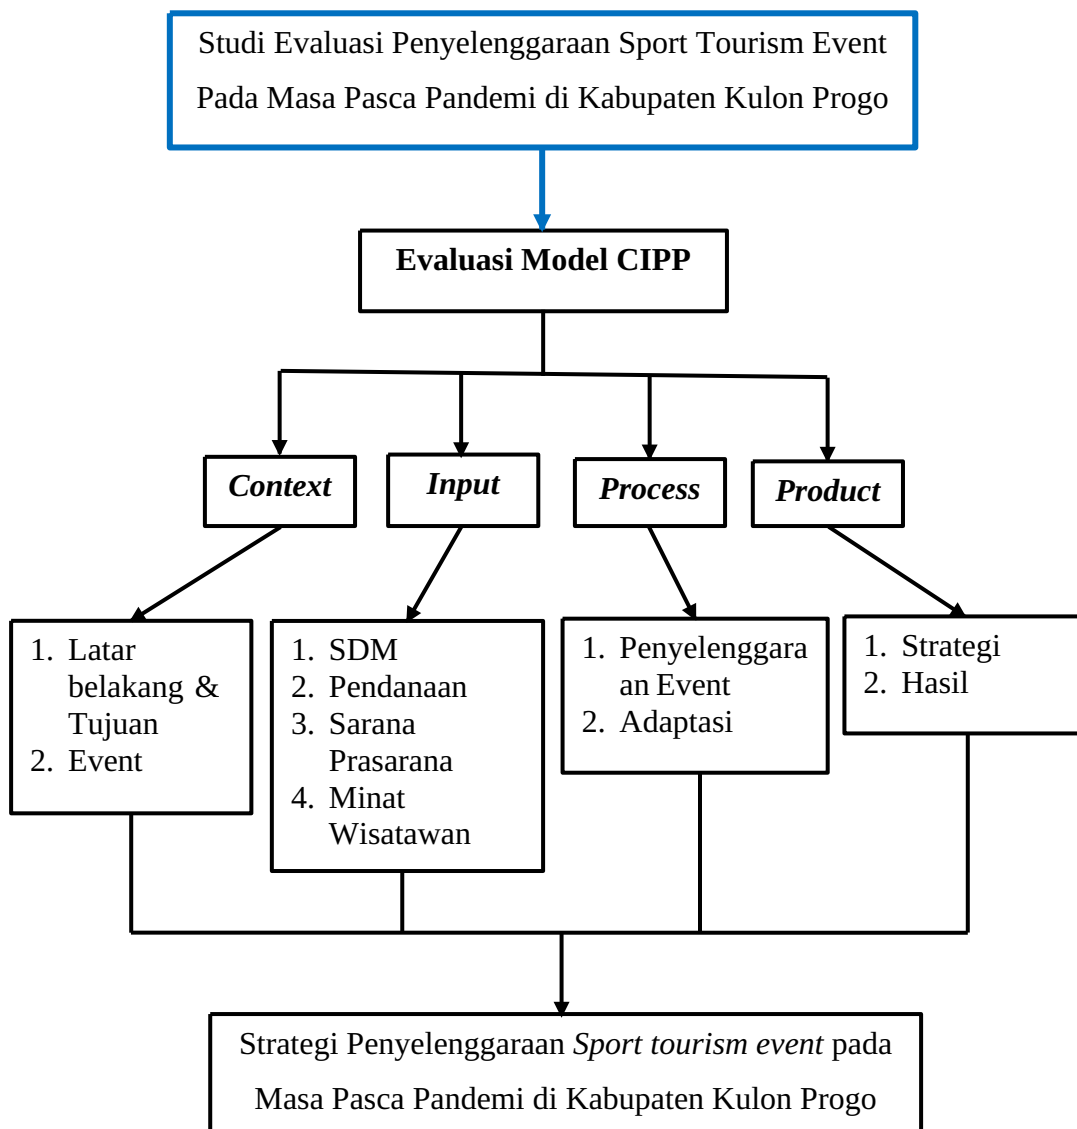 Studi Evaluasi Penyelenggaraan Sport Tourism Event
Pada Masa Pasca Pandemi di Kabupaten Kulon Progo
Evaluasi Model CIPP
Context
Input
Process
Product
1. Latar
belakang &
Tujuan
2. Event
1. SDM
2. Pendanaan
3. Sarana
Prasarana
4. Minat
Wisatawan
1. Penyelenggara
an Event
2. Adaptasi
1. Strategi
2. Hasil
Strategi Penyelenggaraan Sport tourism event pada
Masa Pasca Pandemi di Kabupaten Kulon Progo